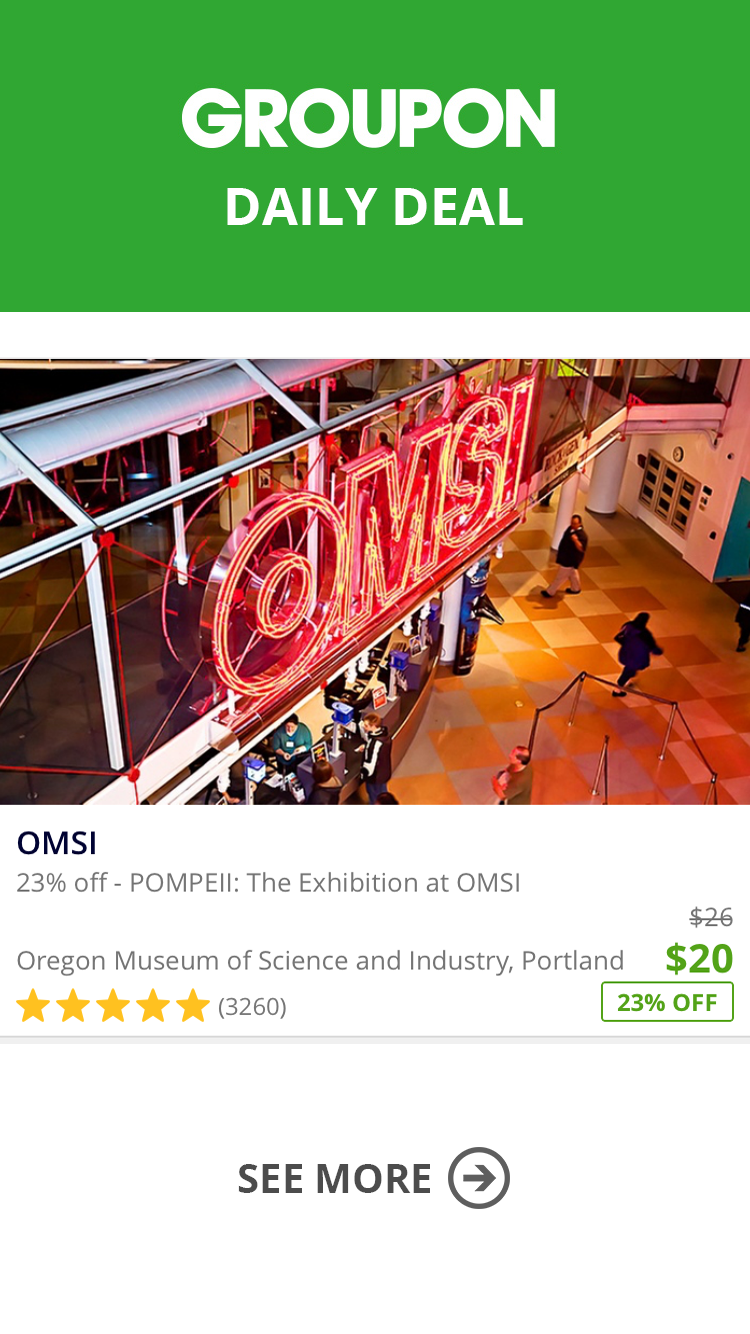 GROUPON
DAILY DEAL
OMSI
OMSI
23% off - POMPEII: The Exhibition at OMSI
$26
Oregon Museum of Science and Industry, Portland
$20
★★★★★ (3260)
23% OFF
SEE MORE